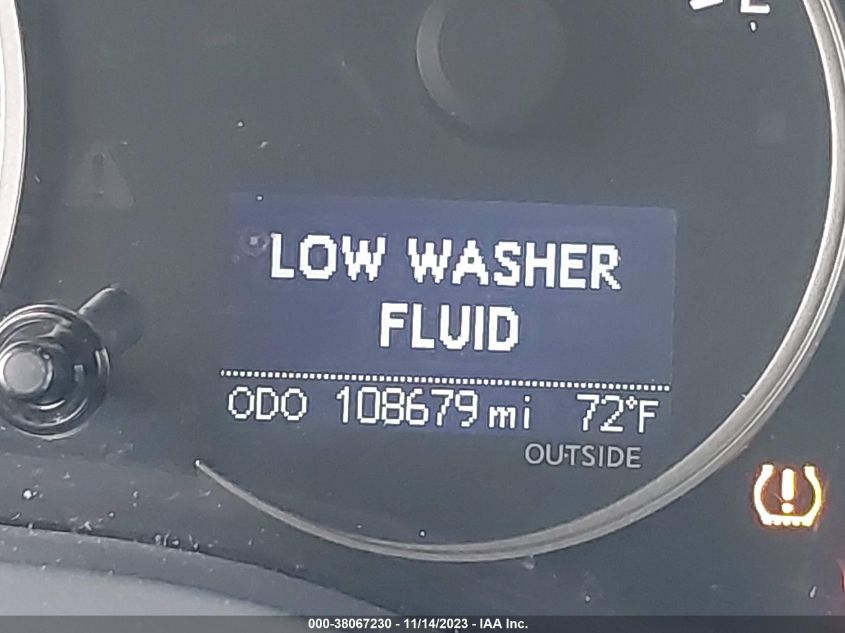 E
LOW WASHER
FLUID
ODO 108679 mi 72°F
OUTSIDE
000-38067230 - 11/14/2023 - IAA Inc.